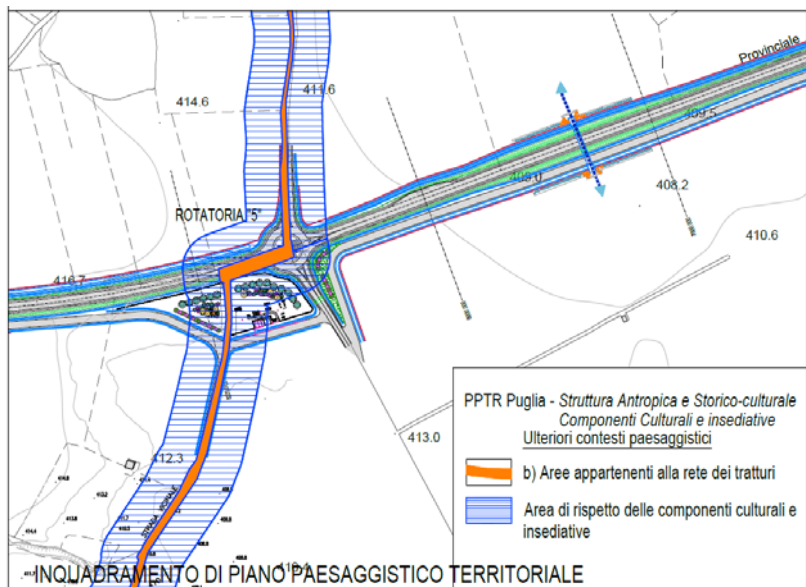 Provinciale
414.6
411.6
409.5
408.2
409.0
ROTATORIA "5"
410.6
416.7
PPTR Puglia - Struttura Antropica e Storico-culturale
Componenti Culturali e insediative
Ulteriori contesti paesaggistici
413.0
b) Aree appartenenti alla rete dei tratturi
412.3
Area di rispetto delle componenti culturali e
insediative
INQUADRAMENTO DI PIANO PAESAGGISTICO TERRITORIALE